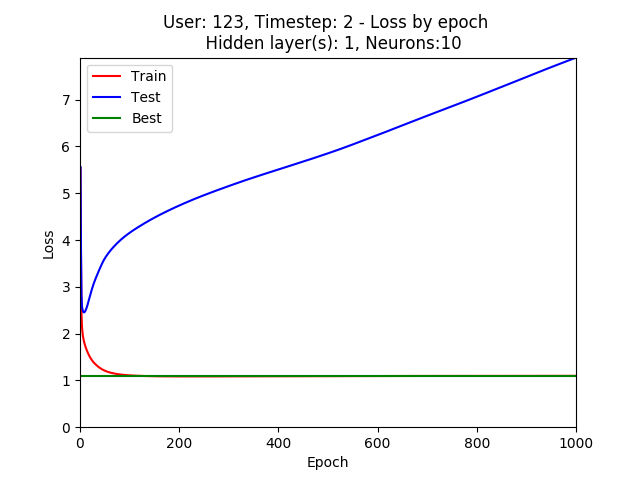 User: 123, Timestep: 2 - Loss by epoch
Hidden layer(s): 1, Neurons:10
Train
Test
Best
7
6
5
4
3
2
1
0
Loss
0 200 400 600 800 1000
Epoch